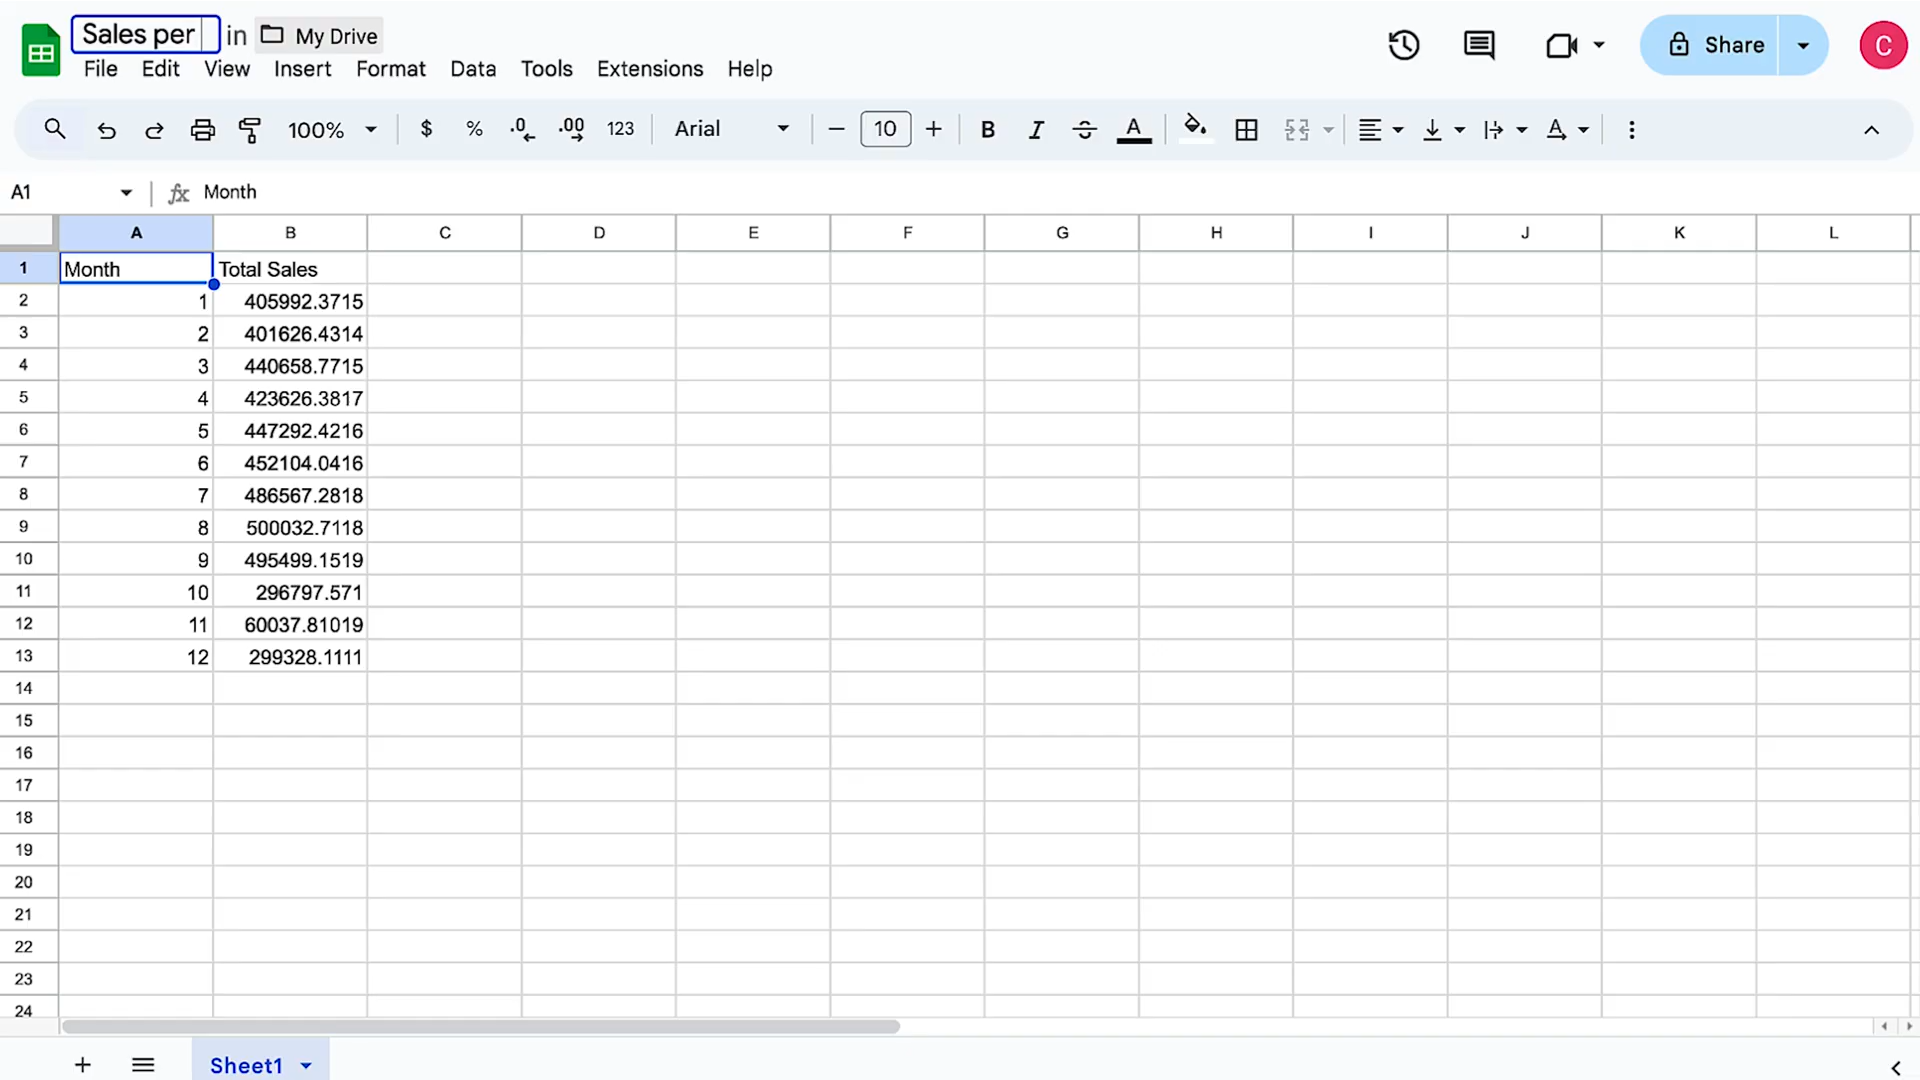 Sales per in My Drive
File Edit View Insert Format Data Tools Extensions Help
Share C
100% $ % .0 .00 123 Arial 10 B I S A A
A1 fx Month
A B C D E F G H I J K L
1 Month Total Sales
2 1 405992.3715
3 2 401626.4314
4 3 440658.7715
5 4 423626.3817
6 5 447292.4216
7 6 452104.0416
8 7 486567.2818
9 8 500032.7118
10 9 495499.1519
11 10 296797.571
12 11 60037.81019
13 12 299328.1111
14
15
16
17
18
19
20
21
22
23
24
Sheet1